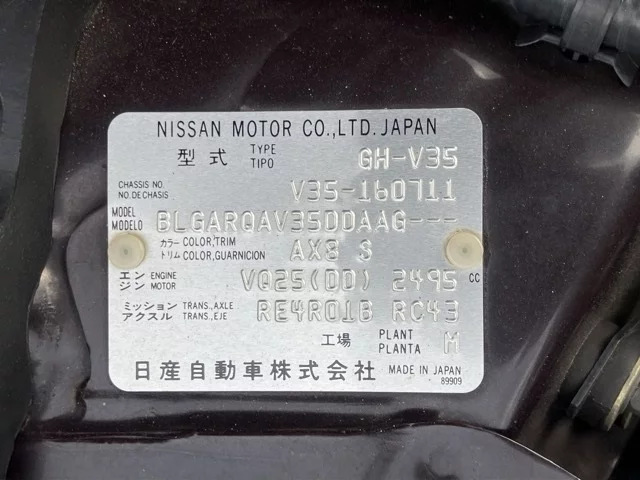 NISSAN MOTOR CO.,LTD. JAPAN
型式 TYPE TIPO GH-V35
CHASSIS NO. NO. DE CHASIS V35-160711
MODEL MODELO BLGARQAV35DDAAG---
カラー COLOR,TRIM
トリム COLOR,GUARNICION AX3 S
エンジン ENGINE MOTOR VQ25(DD) 2495 CC
ミッション TRANS,AXLE
アクスル TRANS,EJE RE4R01B RC43
工場 PLANT PLANTA M
日産自動車株式会社 MADE IN JAPAN
89909